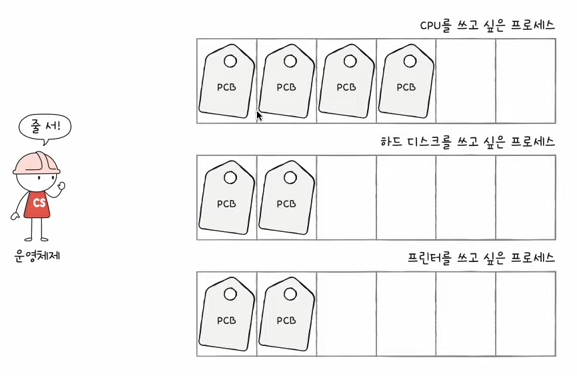 CPU를 쓰고 싶은 프로세스
PCB PCB PCB PCB
줄 서!
하드 디스크를 쓰고 싶은 프로세스
CS
PCB PCB
운영체제
프린터를 쓰고 싶은 프로세스
PCB PCB